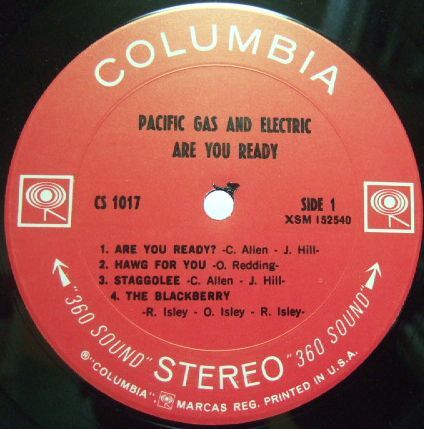 COLUMBIA
PACIFIC GAS AND ELECTRIC
ARE YOU READY
CS 1017
SIDE 1
XSM 152540
1. ARE YOU READY? -C. Allen - J. Hill-
2. HAWG FOR YOU -O. Redding-
3. STAGGOLEE -C. Allen - J. Hill-
4. THE BLACKBERRY
-R. Isley - O. Isley - R. Isley-
"360 SOUND" STEREO "360 SOUND"
®"COLUMBIA", MARCAS REG. PRINTED IN U.S.A.